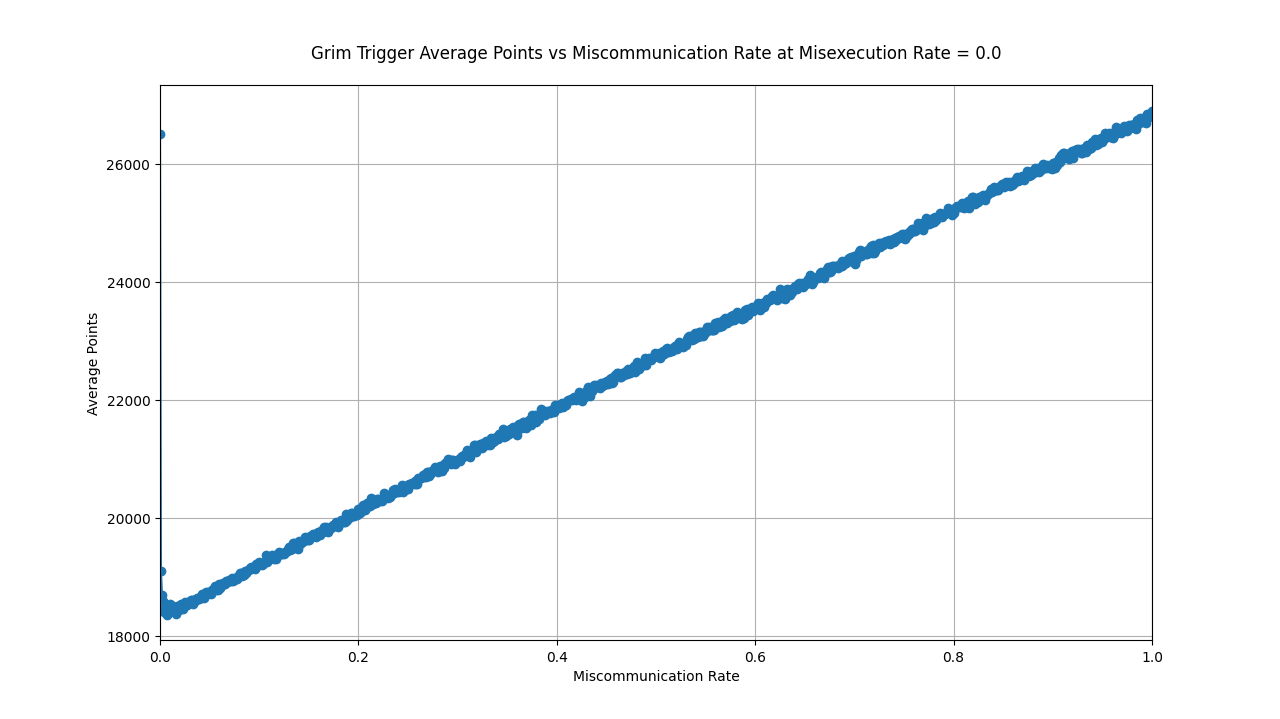 Grim Trigger Average Points vs Miscommunication Rate at Misexecution Rate = 0.0
Average Points
26000
24000
22000
20000
18000
0.0 0.2 0.4 0.6 0.8 1.0
Miscommunication Rate